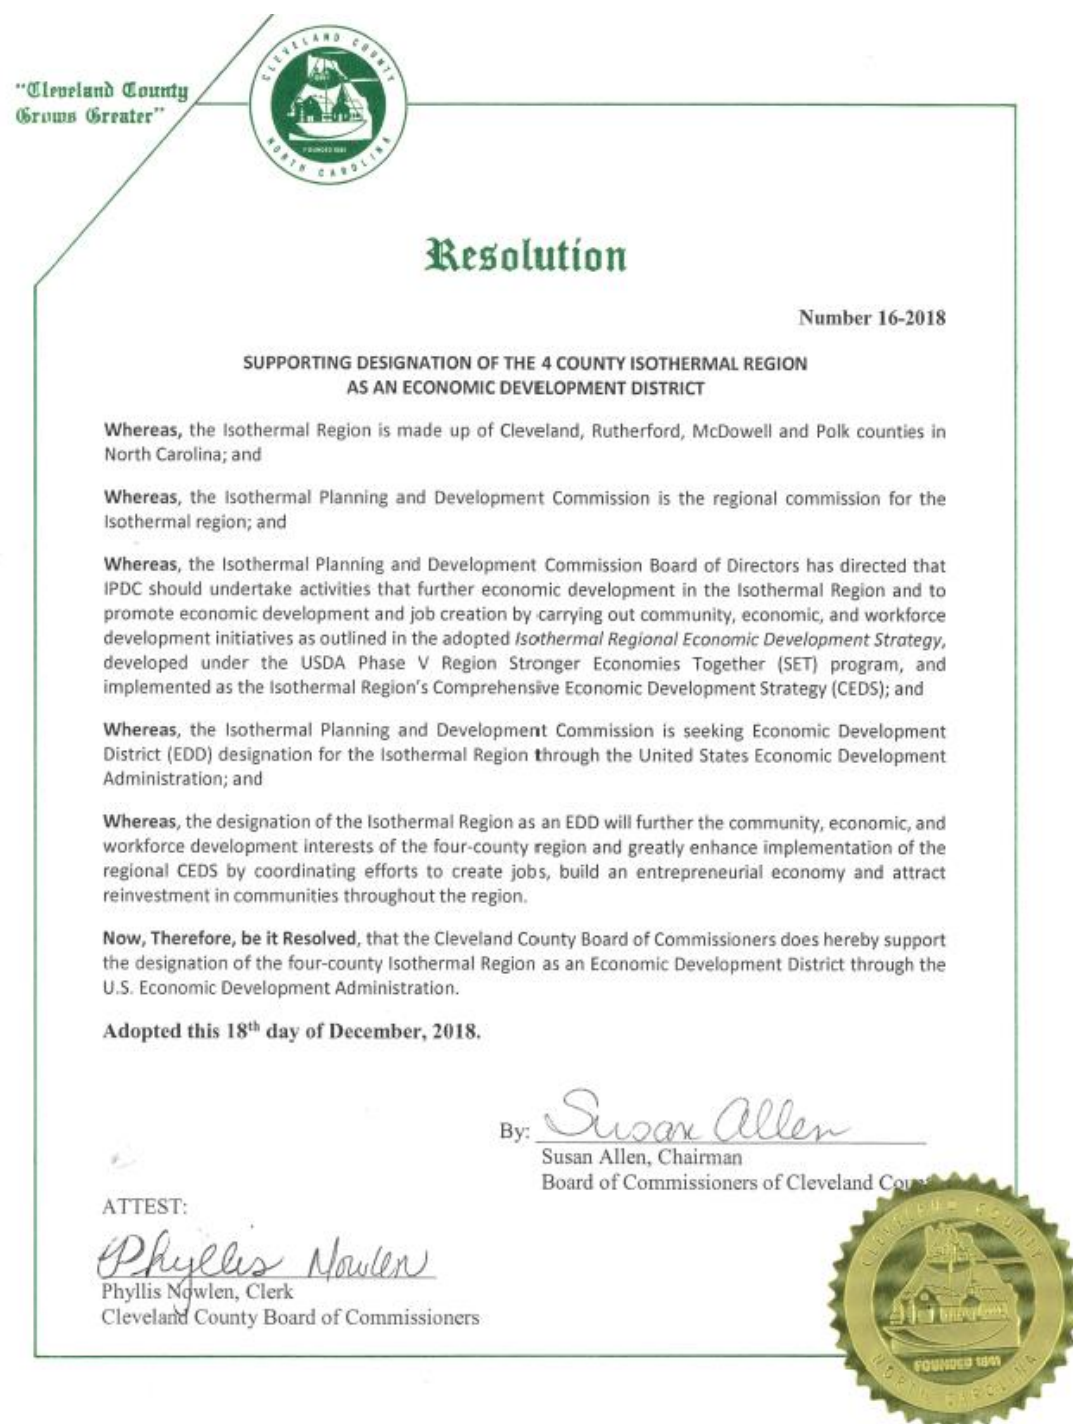 "Cleveland County
Grows Greater"
CLEVELAND COUNTY
NORTH CAROLINA
FOUNDED 1841
Resolution
Number 16-2018
SUPPORTING DESIGNATION OF THE 4 COUNTY ISOTHERMAL REGION
AS AN ECONOMIC DEVELOPMENT DISTRICT
Whereas, the Isothermal Region is made up of Cleveland, Rutherford, McDowell and Polk counties in
North Carolina; and
Whereas, the Isothermal Planning and Development Commission is the regional commission for the
Isothermal region; and
Whereas, the Isothermal Planning and Development Commission Board of Directors has directed that
IPDC should undertake activities that further economic development in the Isothermal Region and to
promote economic development and job creation by carrying out community, economic, and workforce
development initiatives as outlined in the adopted Isothermal Regional Economic Development Strategy,
developed under the USDA Phase V Region Stronger Economies Together (SET) program, and
implemented as the Isothermal Region's Comprehensive Economic Development Strategy (CEDS); and
Whereas, the Isothermal Planning and Development Commission is seeking Economic Development
District (EDD) designation for the Isothermal Region through the United States Economic Development
Administration; and
Whereas, the designation of the Isothermal Region as an EDD will further the community, economic, and
workforce development interests of the four-county region and greatly enhance implementation of the
regional CEDS by coordinating efforts to create jobs, build an entrepreneurial economy and attract
reinvestment in communities throughout the region.
Now, Therefore, be it Resolved, that the Cleveland County Board of Commissioners does hereby support
the designation of the four-county Isothermal Region as an Economic Development District through the
U.S. Economic Development Administration.
Adopted this 18th day of December, 2018.
By: Susan Allen
Susan Allen, Chairman
Board of Commissioners of Cleveland Coun
ATTEST:
Phyllis Nowlen
Phyllis Nowlen, Clerk
Cleveland County Board of Commissioners
CLEVELAND COUNTY
FOUNDED 1841
NORTH CAROLINA